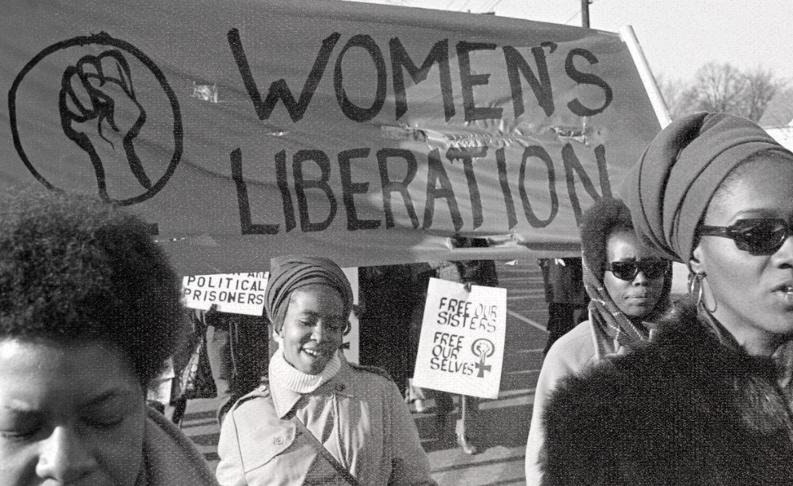 WOMEN'S
LIBERATION
POLITICAL
PRISONERS
FREE OUR
SISTERS
FREE
OUR
SELVES